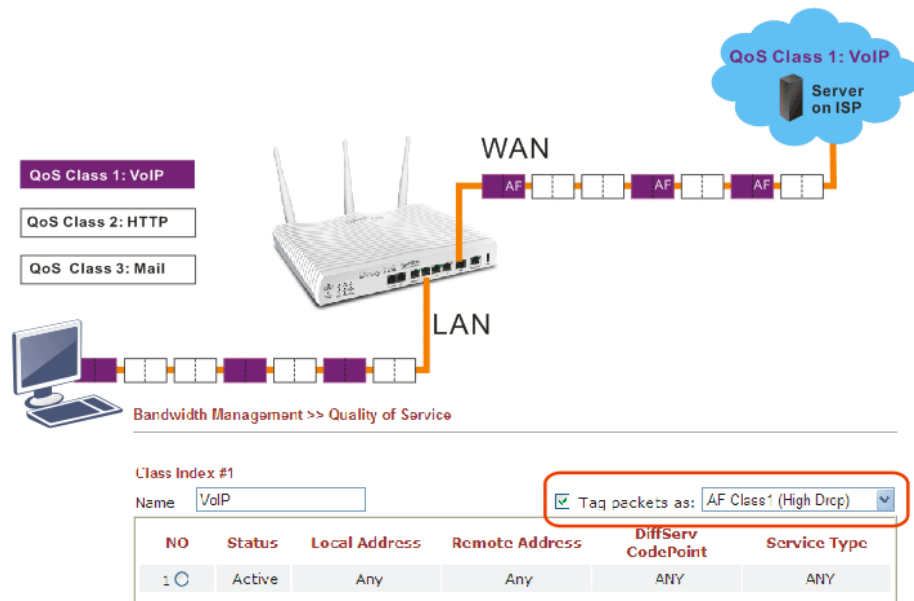 QoS Class 1: VoIP
Server
on ISP
WAN
QoS Class 1: VoIP
AF
AF
AF
QoS Class 2: HTTP
QoS Class 3: Mail
LAN
Bandwidth Management >> Quality of Service
Class Index #1
Name VoIP Tag packets as: AF Class1 (High Drop)
NO Status Local Address Remote Address DiffServ CodePoint Service Type
1 Active Any Any ANY ANY